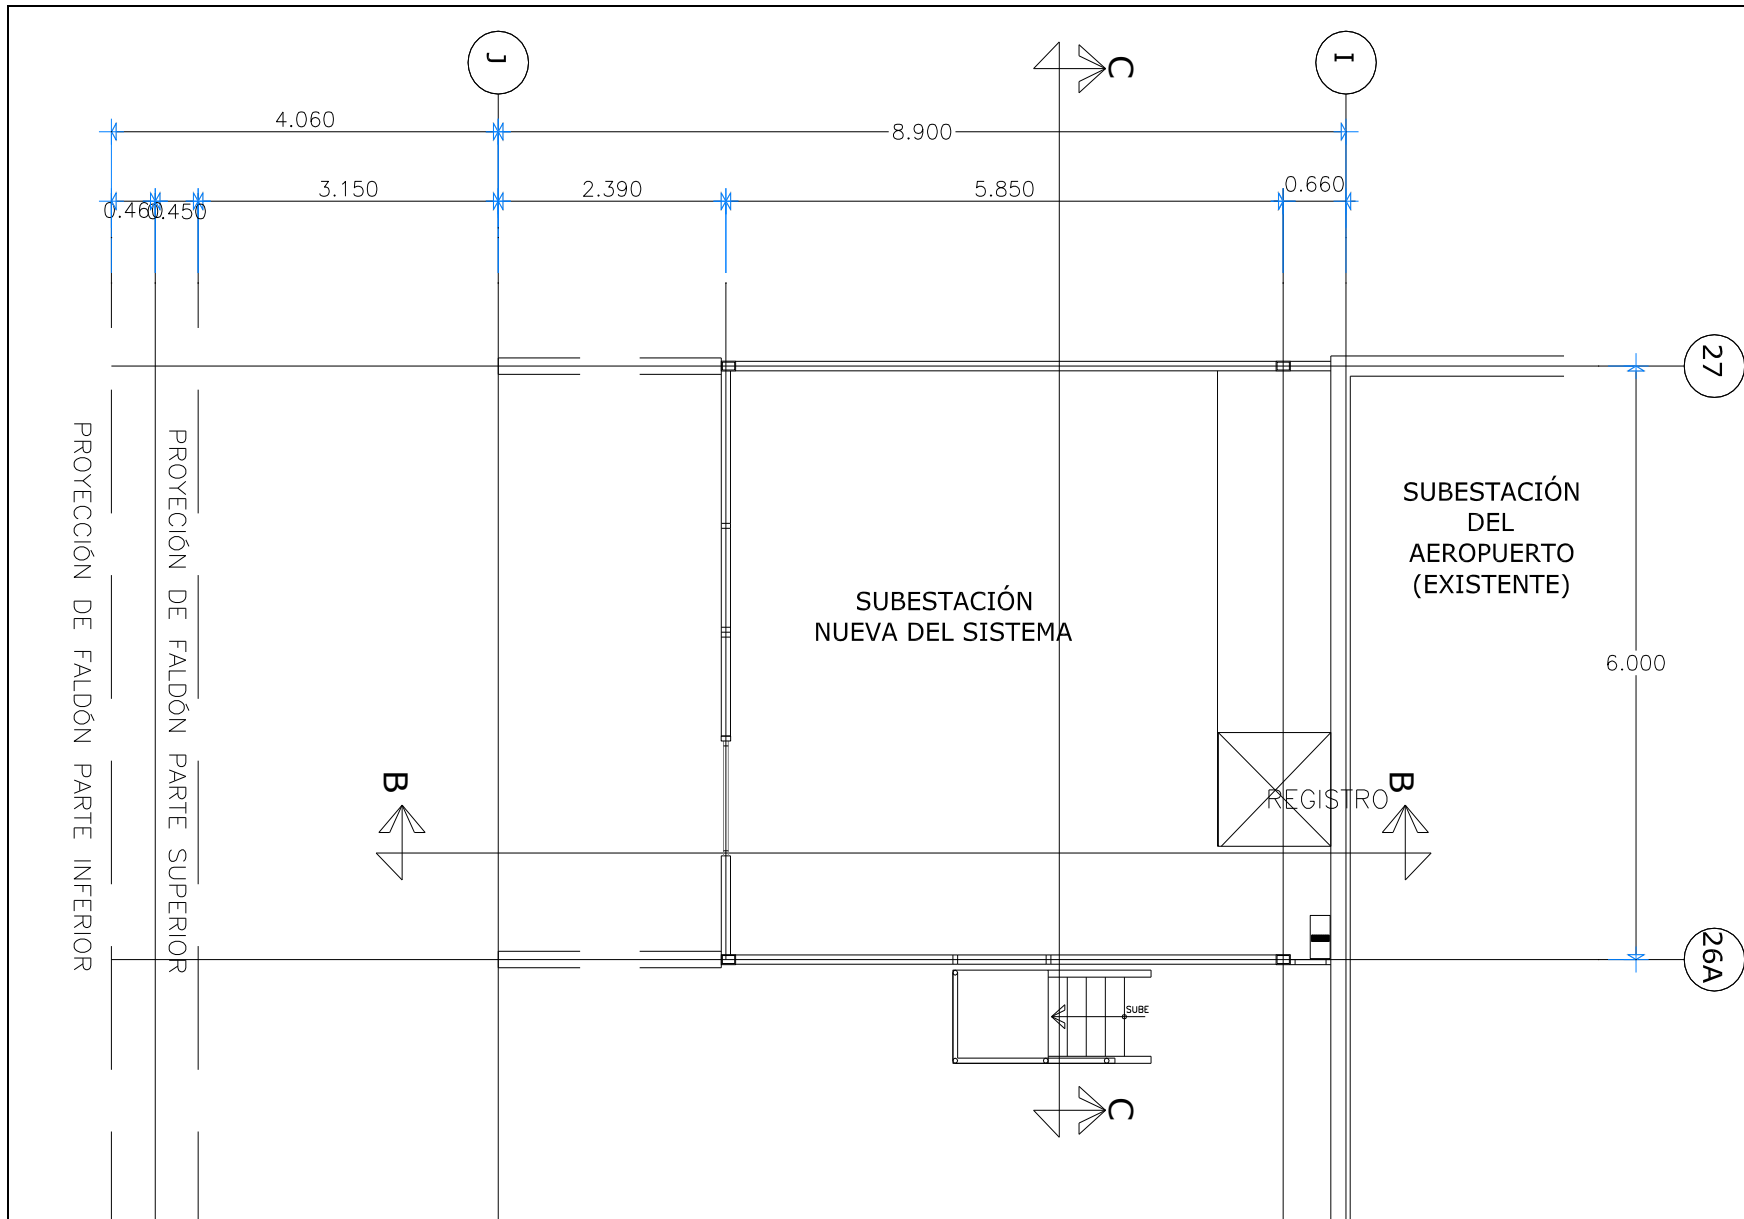 J
C
I
4.060
8.900
3.150
2.390
5.850
0.660
0.460
0.450
27
PROYECCIÓN DE FALDÓN PARTE INFERIOR
PROYECIÓN DE FALDÓN PARTE SUPERIOR
SUBESTACIÓN
DEL
AEROPUERTO
(EXISTENTE)
SUBESTACIÓN
NUEVA DEL SISTEMA
6.000
B
B
REGISTRO
26A
SUBE
C